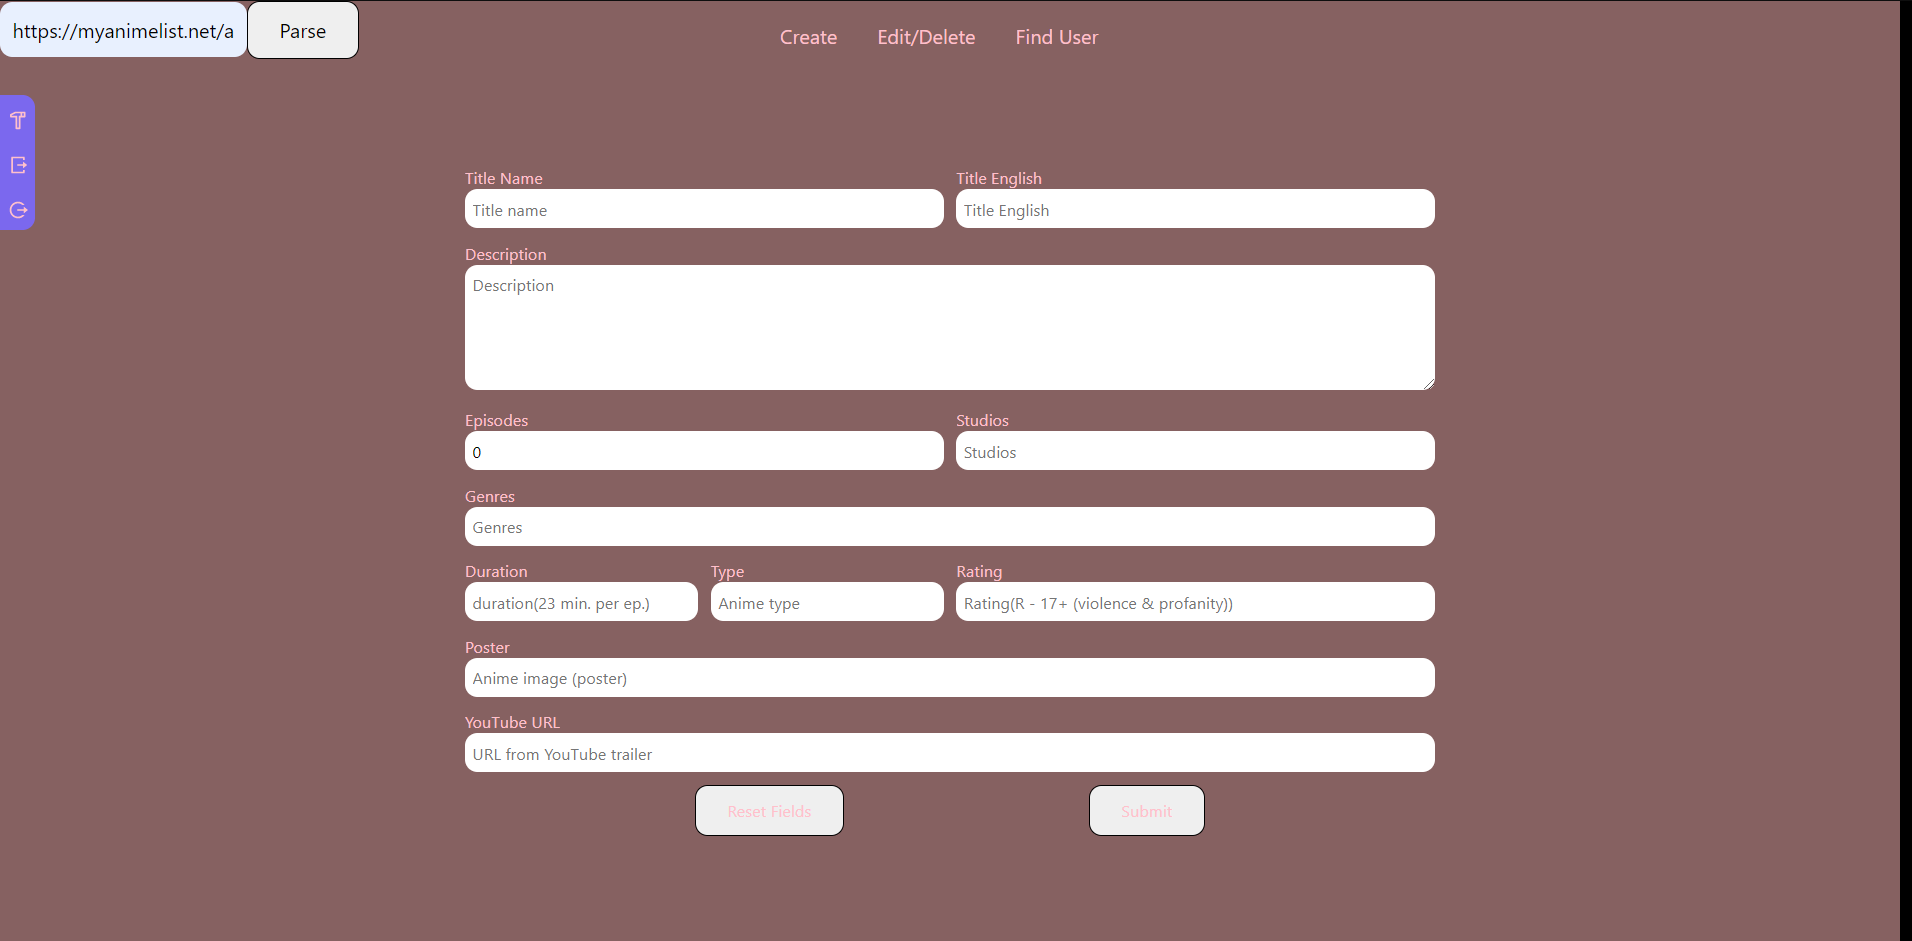 https://myanimelist.net/a Parse
Create Edit/Delete Find User
Title Name Title English
Title name Title English
Description
Description
Episodes Studios
0 Studios
Genres
Genres
Duration Type Rating
duration(23 min. per ep.) Anime type Rating(R - 17+ (violence & profanity))
Poster
Anime image (poster)
YouTube URL
URL from YouTube trailer
Reset Fields Submit